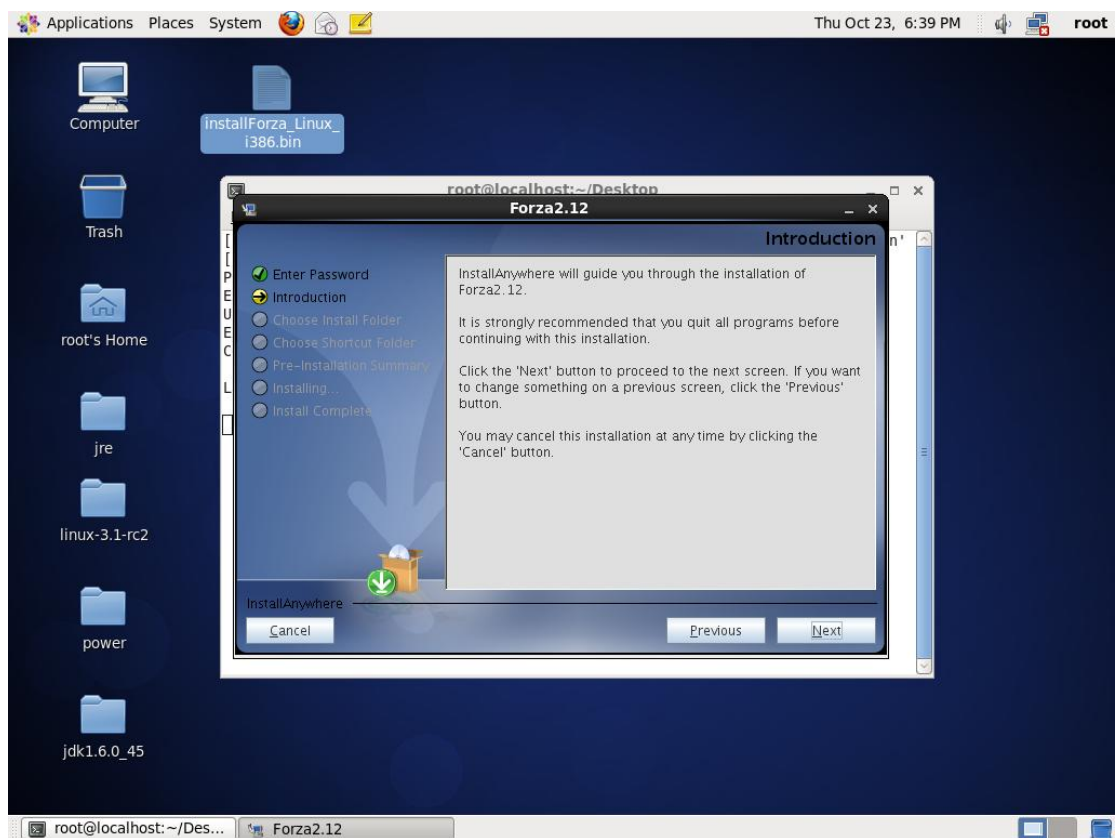 Applications Places System Thu Oct 23, 6:39 PM root
Computer
installForza_Linux_
i386.bin
Trash
root's Home
jre
linux-3.1-rc2
power
jdk1.6.0_45
root@localhost:~/Desktop
Forza2.12
Introduction
n'
[
[
P
E
U
E
C
L
Enter Password
Introduction
Choose Install Folder
Choose Shortcut Folder
Pre-Installation Summary
Installing...
Install Complete
InstallAnywhere will guide you through the installation of
Forza2.12.
It is strongly recommended that you quit all programs before
continuing with this installation.
Click the 'Next' button to proceed to the next screen. If you want
to change something on a previous screen, click the 'Previous'
button.
You may cancel this installation at any time by clicking the
'Cancel' button.
InstallAnywhere
Cancel Previous Next
root@localhost:~/Des... Forza2.12